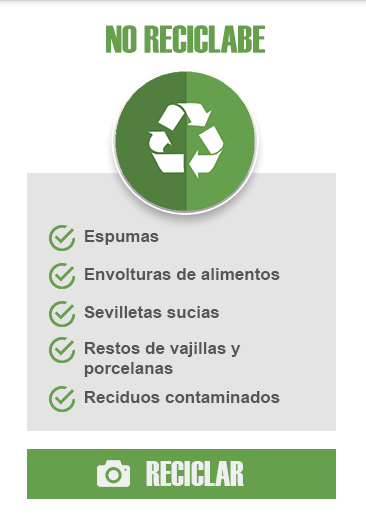 NO RECICLABE
Espumas
Envolturas de alimentos
Sevilletas sucias
Restos de vajillas y
porcelanas
Reciduos contaminados
RECICLAR